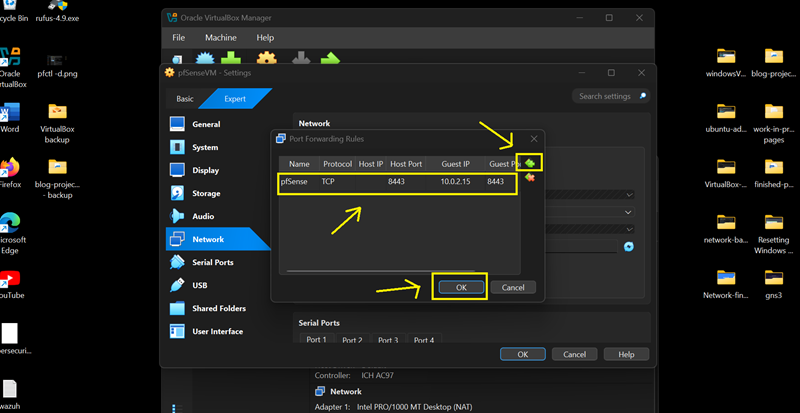 cycle Bin
rufus-4.9.exe
Oracle
VirtualBox
pfctl -d.png
Word
VirtualBox
backup
Firefox
blog-projec...
- backup
Microsoft
Edge
YouTube
bersecuri...
wazuh
Oracle VirtualBox Manager
File Machine Help
pfSenseVM - Settings
Basic Expert
Search settings
General
System
Display
Storage
Audio
Network
Serial Ports
USB
Shared Folders
User Interface
Network
Port Forwarding Rules
Name Protocol Host IP Host Port Guest IP Guest Po
pfSense TCP 8443 10.0.2.15 8443
OK Cancel
Serial Ports
Port 1 Port 2 Port 3 Port 4
OK Cancel Help
Controller: ICH AC97
Network
Adapter 1: Intel PRO/1000 MT Desktop (NAT)
windowsV...
blog-projec...
ubuntu-ad...
work-in-pr...
pages
VirtualBox-...
finished-p...
network-ba...
Resetting
Windows ...
Network-fin...
gns3